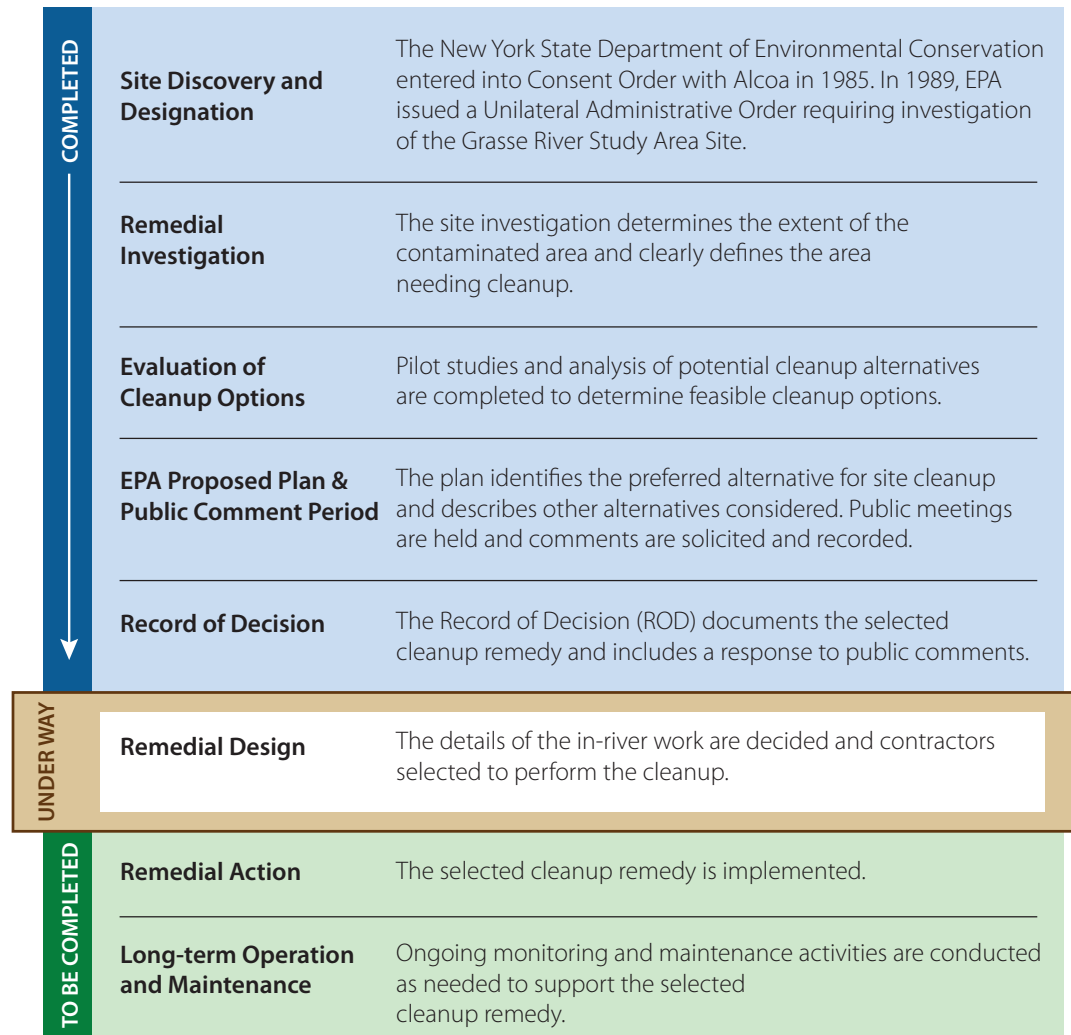 COMPLETED
Site Discovery and
Designation
The New York State Department of Environmental Conservation
entered into Consent Order with Alcoa in 1985. In 1989, EPA
issued a Unilateral Administrative Order requiring investigation
of the Grasse River Study Area Site.
Remedial
Investigation
The site investigation determines the extent of the
contaminated area and clearly defines the area
needing cleanup.
Evaluation of
Cleanup Options
Pilot studies and analysis of potential cleanup alternatives
are completed to determine feasible cleanup options.
EPA Proposed Plan &
Public Comment Period
The plan identifies the preferred alternative for site cleanup
and describes other alternatives considered. Public meetings
are held and comments are solicited and recorded.
Record of Decision
The Record of Decision (ROD) documents the selected
cleanup remedy and includes a response to public comments.
UNDER WAY
Remedial Design
The details of the in-river work are decided and contractors
selected to perform the cleanup.
TO BE COMPLETED
Remedial Action
The selected cleanup remedy is implemented.
Long-term Operation
and Maintenance
Ongoing monitoring and maintenance activities are conducted
as needed to support the selected
cleanup remedy.